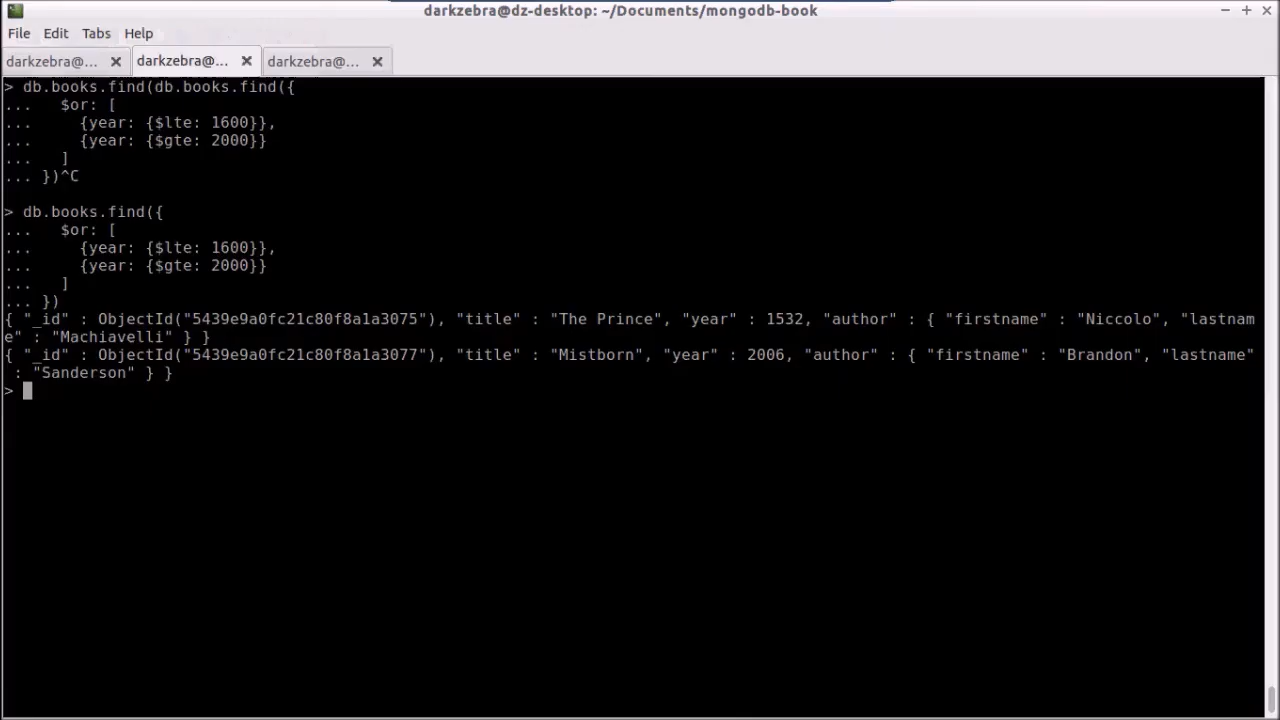 darkzebra@dz-desktop: ~/Documents/mongodb-book
File Edit Tabs Help
darkzebra@... darkzebra@... darkzebra@...
> db.books.find(db.books.find({
...    $or: [
...      {year: {$lte: 1600}},
...      {year: {$gte: 2000}}
...    ]
... })^C
> db.books.find({
...    $or: [
...      {year: {$lte: 1600}},
...      {year: {$gte: 2000}}
...    ]
... })
{ "_id" : ObjectId("5439e9a0fc21c80f8a1a3075"), "title" : "The Prince", "year" : 1532, "author" : { "firstname" : "Niccolo", "lastnam
e" : "Machiavelli" } }
{ "_id" : ObjectId("5439e9a0fc21c80f8a1a3077"), "title" : "Mistborn", "year" : 2006, "author" : { "firstname" : "Brandon", "lastname"
 : "Sanderson" } }
>